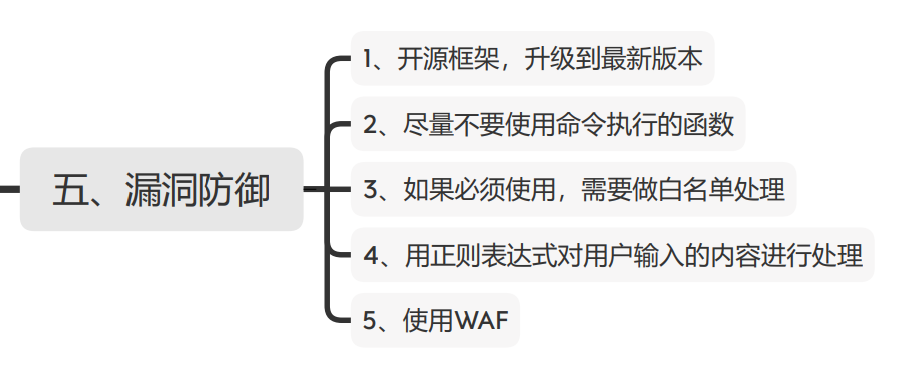 五、漏洞防御
1、开源框架，升级到最新版本
2、尽量不要使用命令执行的函数
3、如果必须使用，需要做白名单处理
4、用正则表达式对用户输入的内容进行处理
5、使用WAF